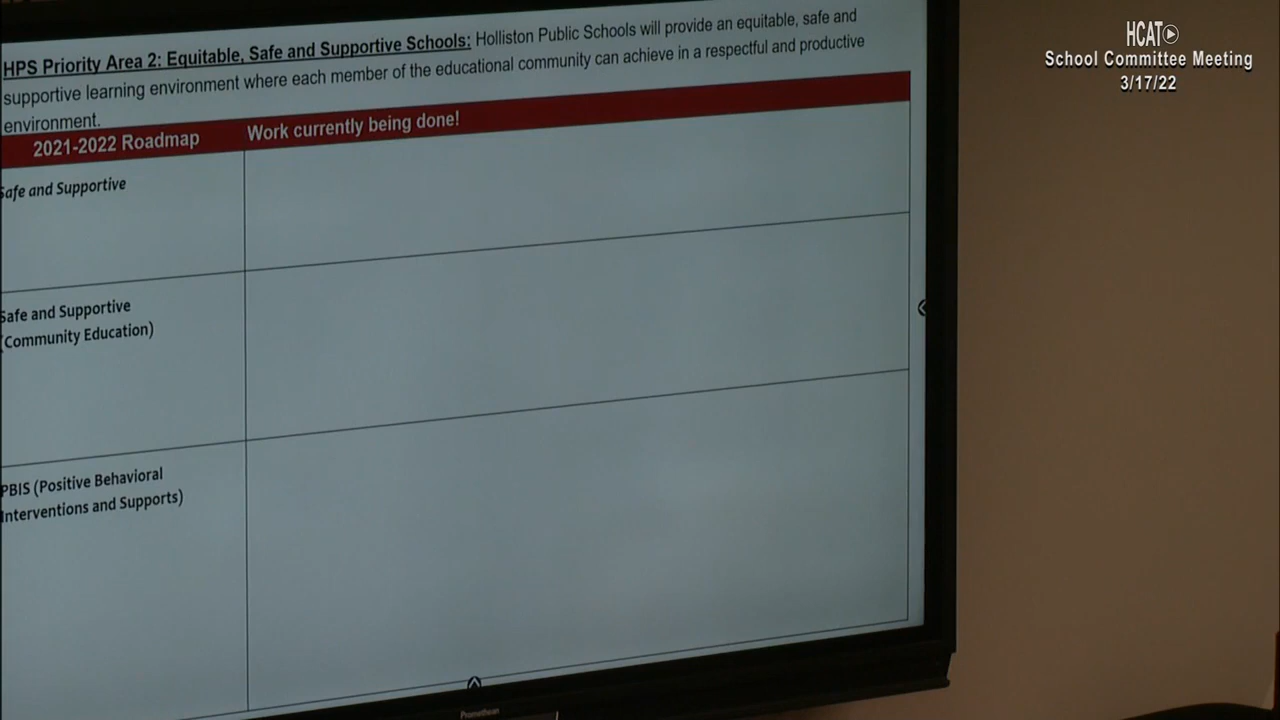 HPS Priority Area 2: Equitable, Safe and Supportive Schools: Holliston Public Schools will provide an equitable, safe and
supportive learning environment where each member of the educational community can achieve in a respectful and productive
environment.
2021-2022 Roadmap
Work currently being done!
Safe and Supportive
Safe and Supportive
(Community Education)
PBIS (Positive Behavioral
Interventions and Supports)
Promethean
HCAT
School Committee Meeting
3/17/22